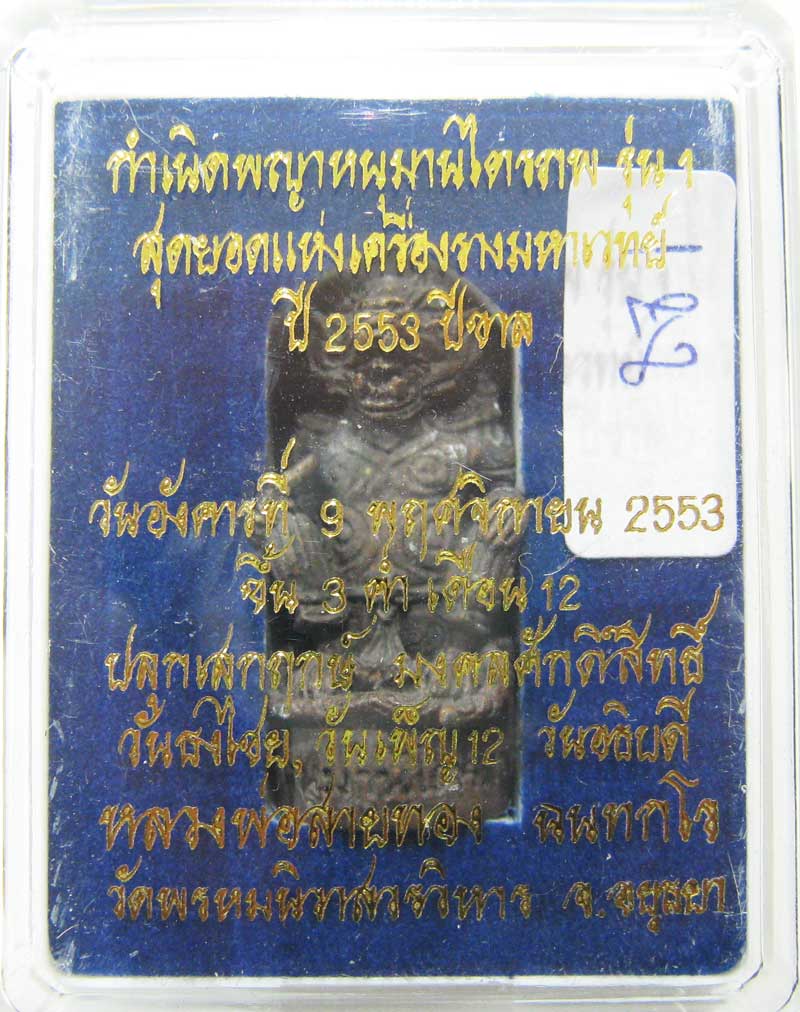 กำเนิดพญาหนุมานไตรภพ รุ่น 1
สุดยอดแห่งเครื่องรางมหาเวทย์
ปี 2553 ปีขาล
วันอังคารที่ 9 พฤศจิกายน 2553
ขึ้น 3 ค่ำ เดือน 12
ปลุกเสกฤกษ์ มงคลศักดิ์สิทธิ์
วันธงไชย, วันเพ็ญ 12 วันอธิบดี
หลวงพ่อสายทอง ฉนฺทกโร
วัดพรหมนิวาสวรวิหาร จ.อยุธยา